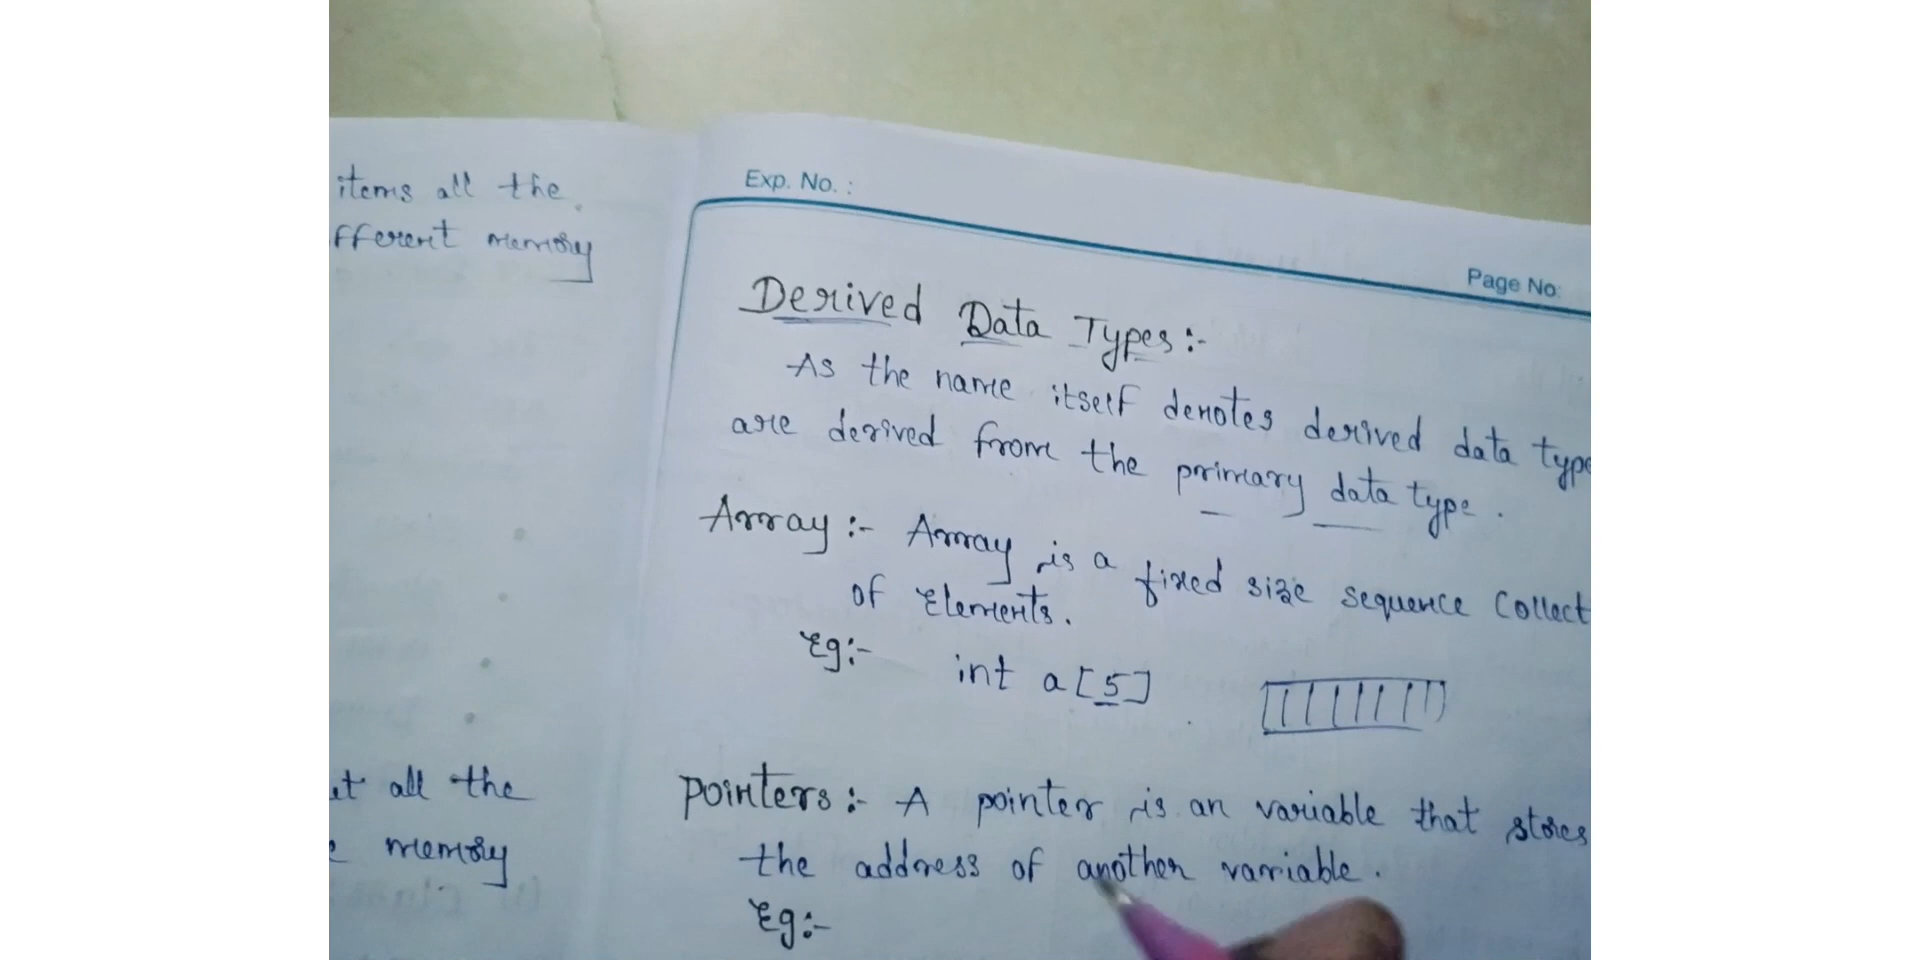 items all the
fferent memory
et all the
memory
Exp. No. :
Page No:
Derived Data Types :-
As the name itself denotes derived data type
are derived from the primary data type .
Array :- Array is a fixed size sequence collect
of Elements .
Eg:- int a[5]
Pointers :- A pointer is an variable that stores
the address of another variable .
Eg:-